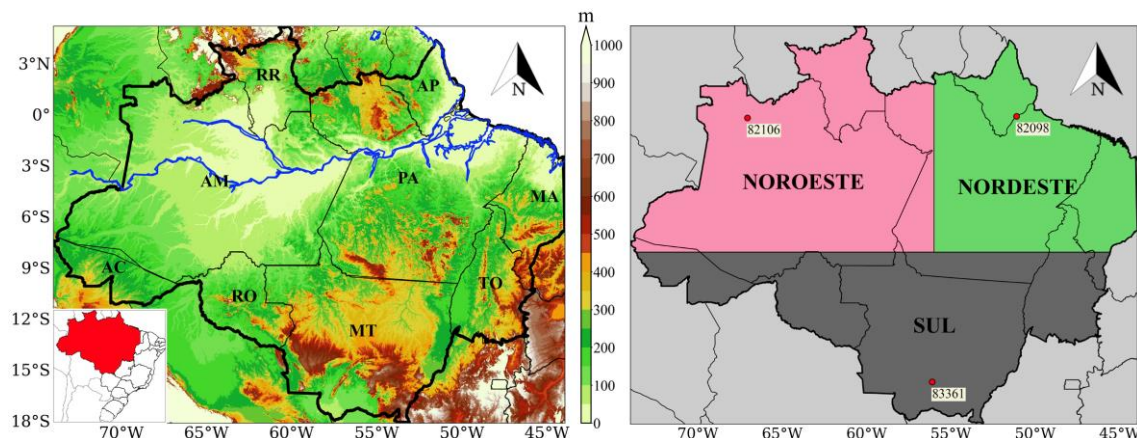 m
3°N
0°
3°S
6°S
9°S
12°S
15°S
18°S
70°W
65°W
60°W
55°W
50°W
45°W
RR
AP
AM
PA
MA
AC
RO
TO
MT
N
1000
900
800
700
600
500
400
300
200
100
0
N
82106
82098
NOROESTE
NORDESTE
SUL
83361
70°W
65°W
60°W
55°W
50°W
45°W